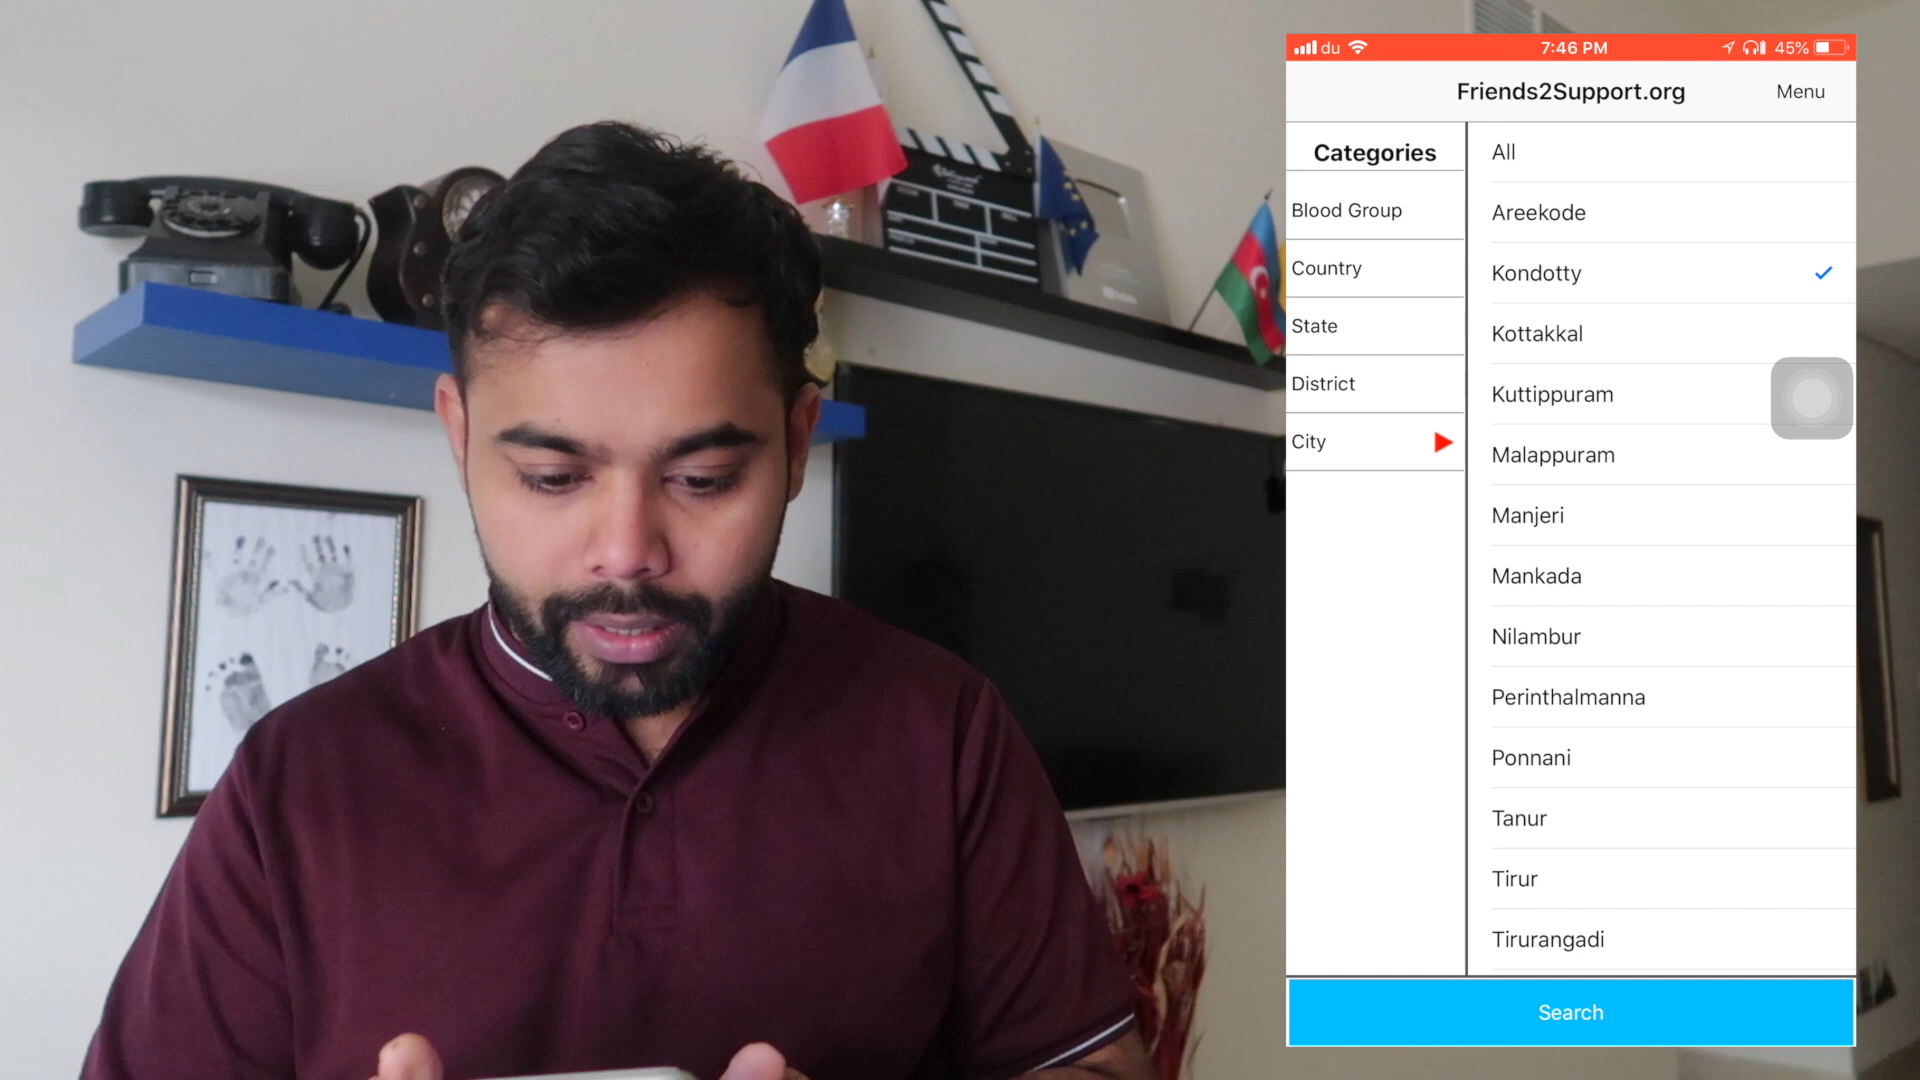 du 7:46 PM 45%
Friends2Support.org Menu
Categories
Blood Group
Country
State
District
City
All
Areekode
Kondotty
Kottakkal
Kuttippuram
Malappuram
Manjeri
Mankada
Nilambur
Perinthalmanna
Ponnani
Tanur
Tirur
Tirurangadi
Search